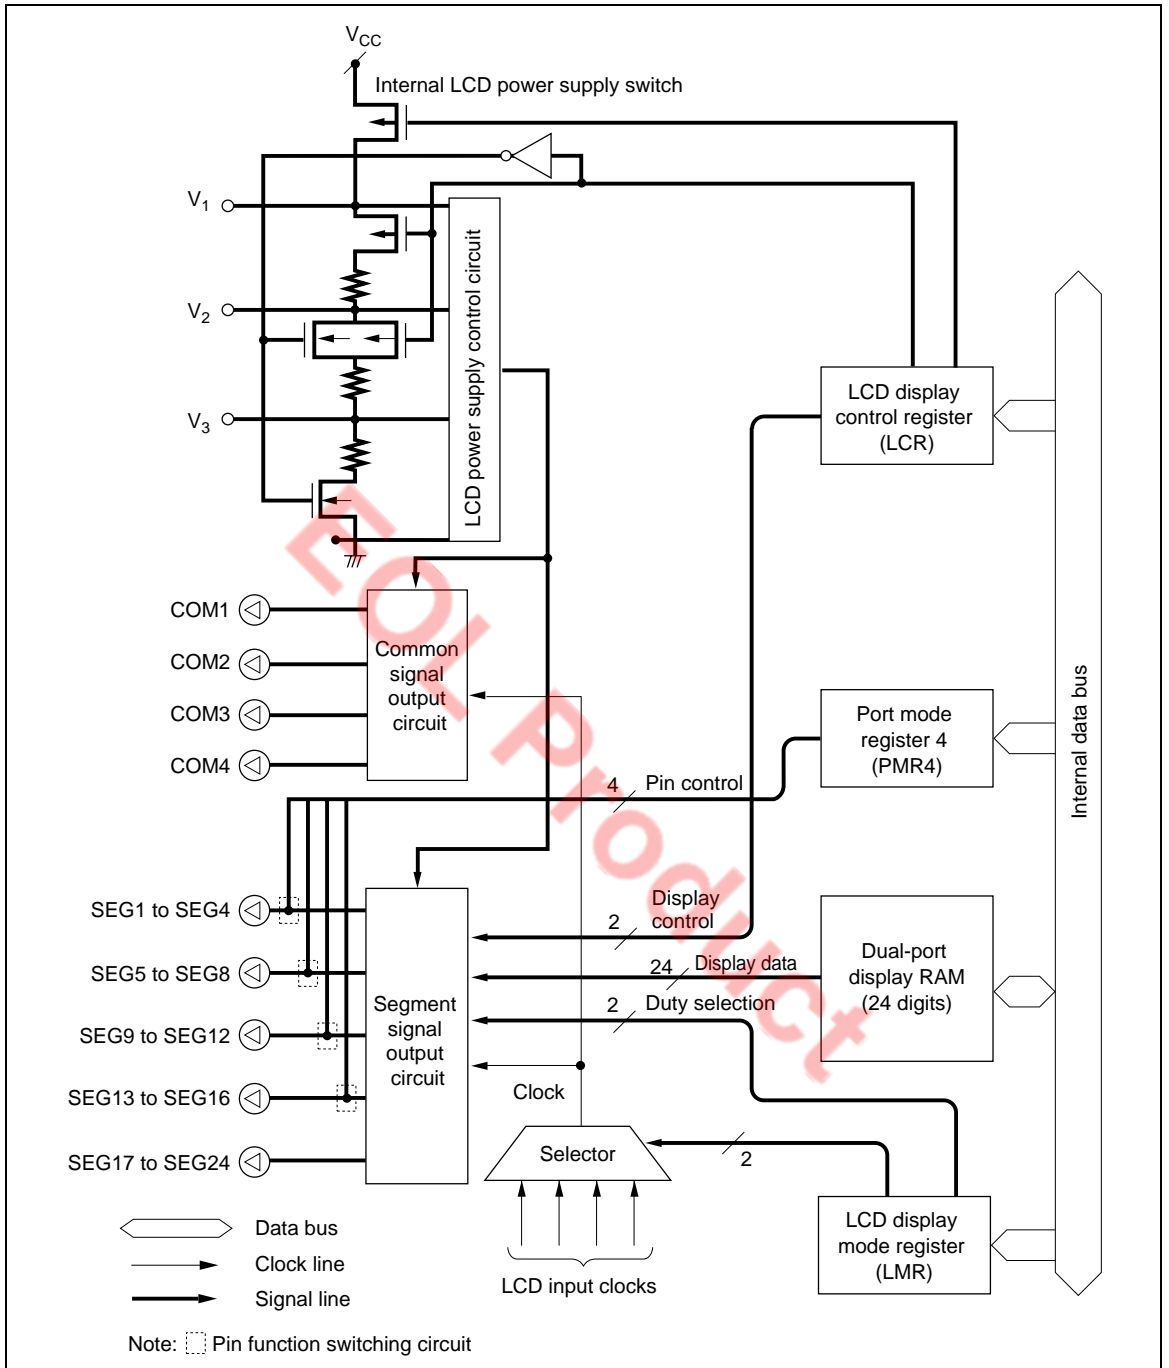 VCC
Internal LCD power supply switch
V1
V2
V3
LCD power supply control circuit
LCD display
control register
(LCR)
COM1
COM2
COM3
COM4
Common
signal
output
circuit
Port mode
register 4
(PMR4)
Internal data bus
4 Pin control
SEG1 to SEG4
SEG5 to SEG8
SEG9 to SEG12
SEG13 to SEG16
SEG17 to SEG24
Segment
signal
output
circuit
Display
control
2
24 Display data
2 Duty selection
Dual-port
display RAM
(24 digits)
Clock
Selector
2
LCD display
mode register
(LMR)
LCD input clocks
Data bus
Clock line
Signal line
Note: Pin function switching circuit
EOL Product